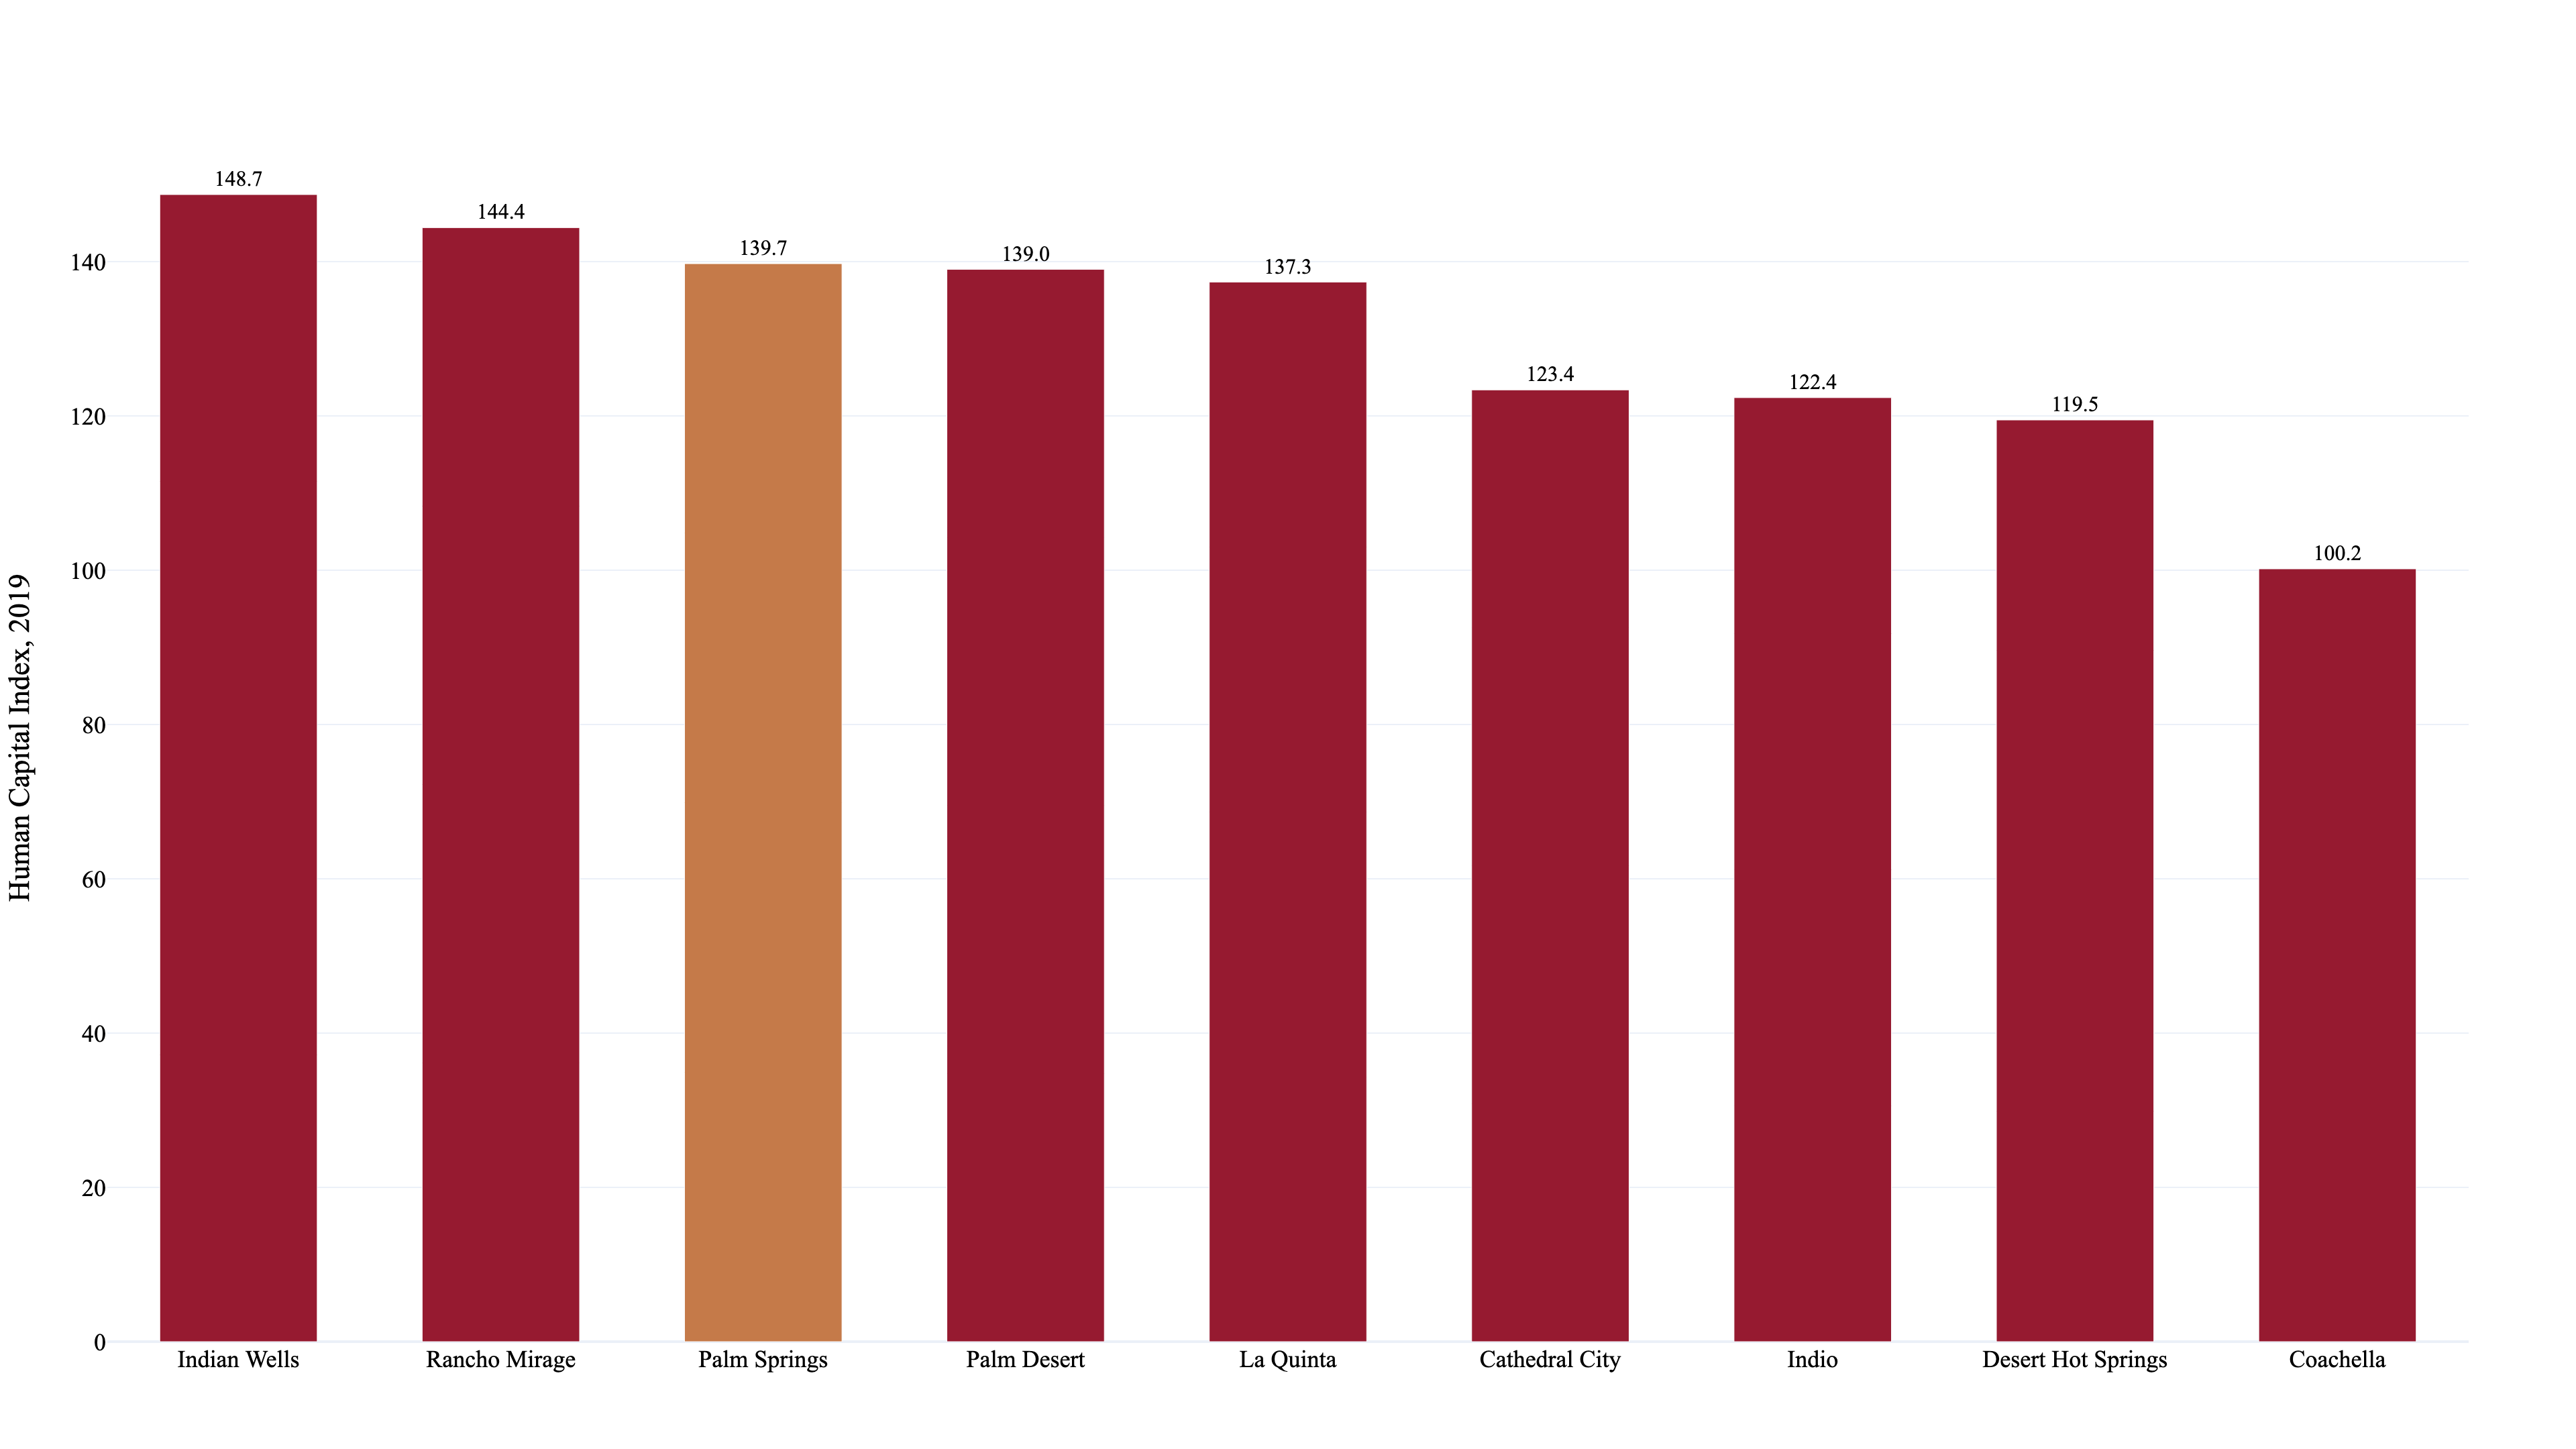 Human Capital Index, 2019
140
120
100
80
60
40
20
0
148.7
144.4
139.7
139.0
137.3
123.4
122.4
119.5
100.2
Indian Wells
Rancho Mirage
Palm Springs
Palm Desert
La Quinta
Cathedral City
Indio
Desert Hot Springs
Coachella